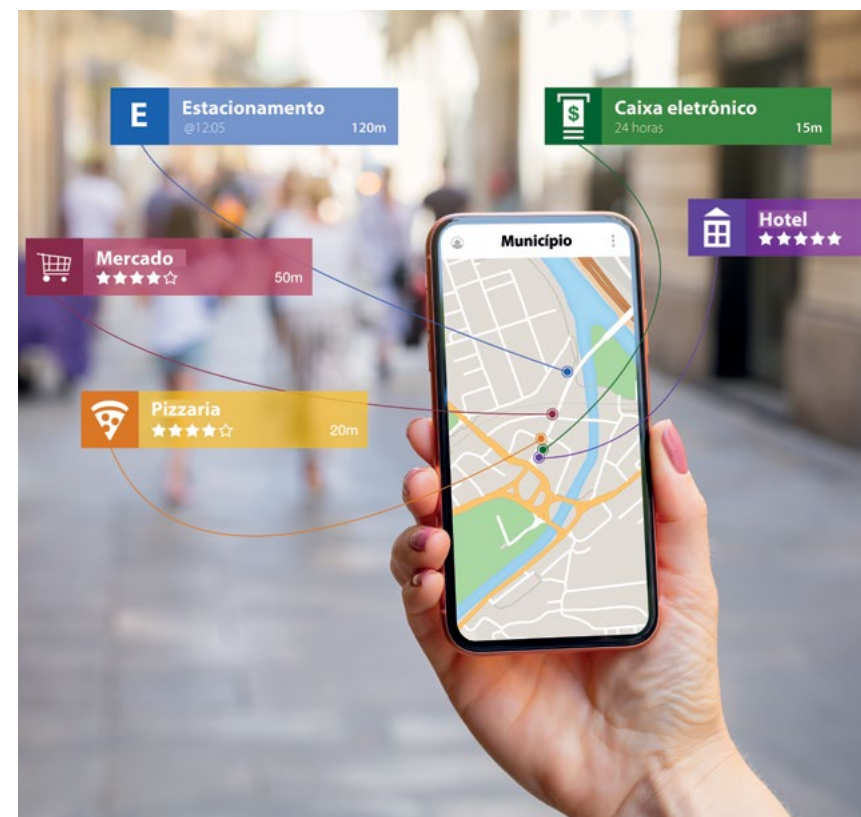 E
Estacionamento
@12:05 120m
$
Caixa eletrônico
24 horas 15m
Hotel
★★★★★
Município
Mercado
★★★★☆ 50m
Pizzaria
★★★★☆ 20m